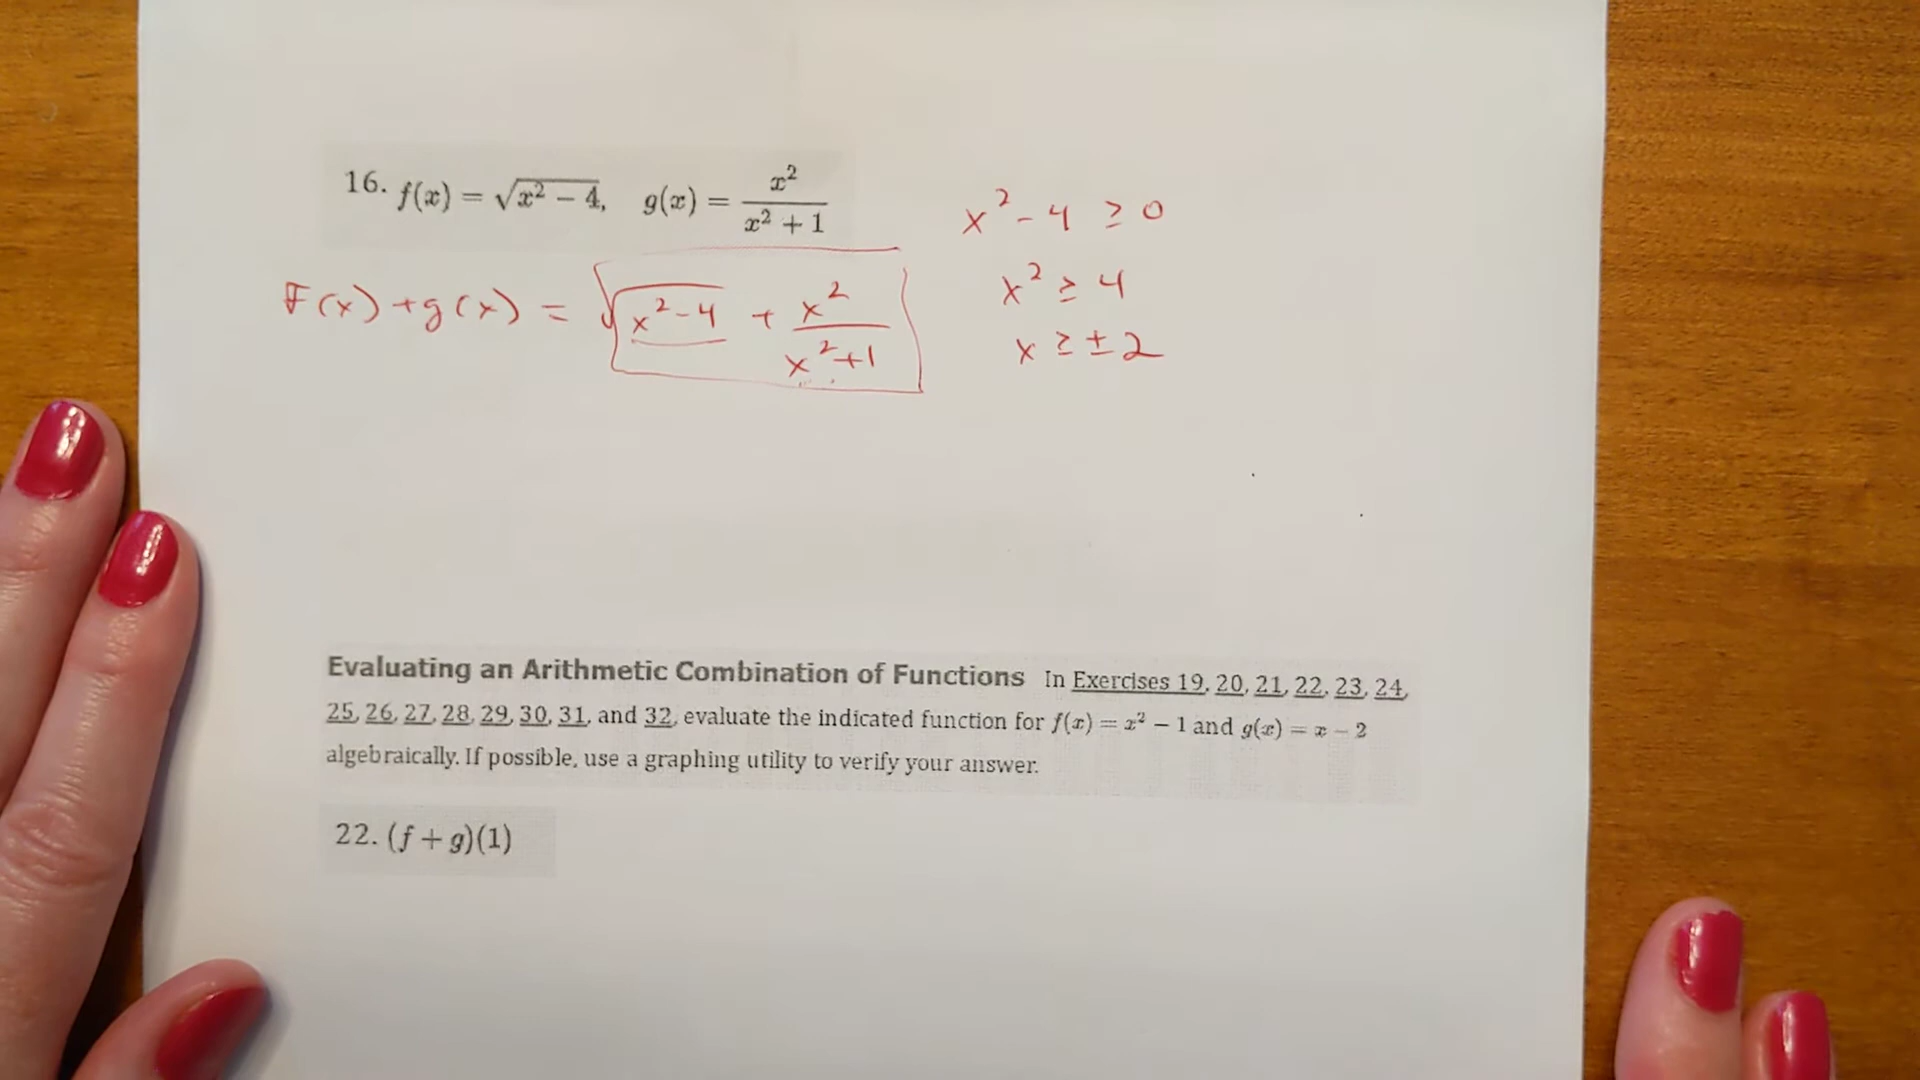 16. f(x) = √(x² − 4), g(x) = x²/(x² + 1)
x² - 4 ≥ 0
x² ≥ 4
x ≥ ± 2
F(x) + g(x) = √(x² - 4) + x²/(x² + 1)
Evaluating an Arithmetic Combination of Functions In Exercises 19, 20, 21, 22, 23, 24,
25, 26, 27, 28, 29, 30, 31, and 32, evaluate the indicated function for f(x) = x² − 1 and g(x) = x − 2
algebraically. If possible, use a graphing utility to verify your answer.
22. (f + g)(1)